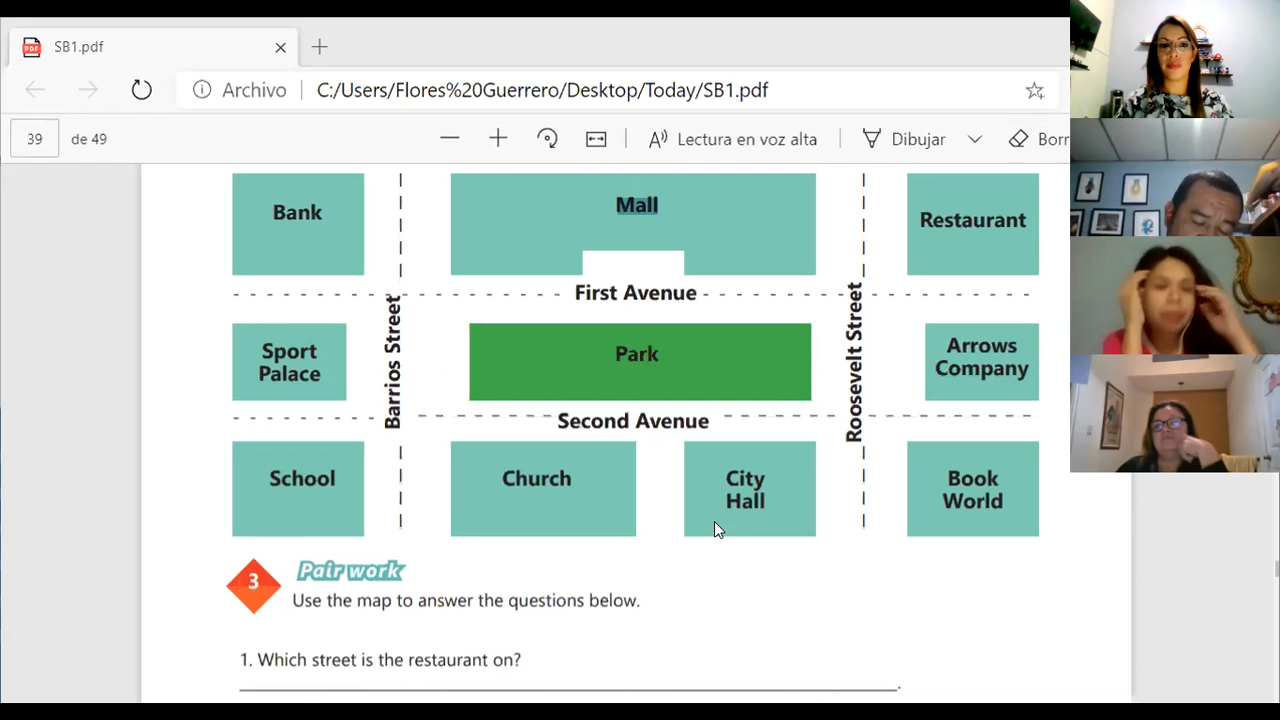 SB1.pdf
Archivo
C:/Users/Flores%20Guerrero/Desktop/Today/SB1.pdf
39 de 49
Lectura en voz alta
Dibujar
Borr
Bank
Mall
Restaurant
First Avenue
Barrios Street
Roosevelt Street
Sport
Palace
Park
Arrows
Company
Second Avenue
School
Church
City
Hall
Book
World
3
Pair work
Use the map to answer the questions below.
1. Which street is the restaurant on?